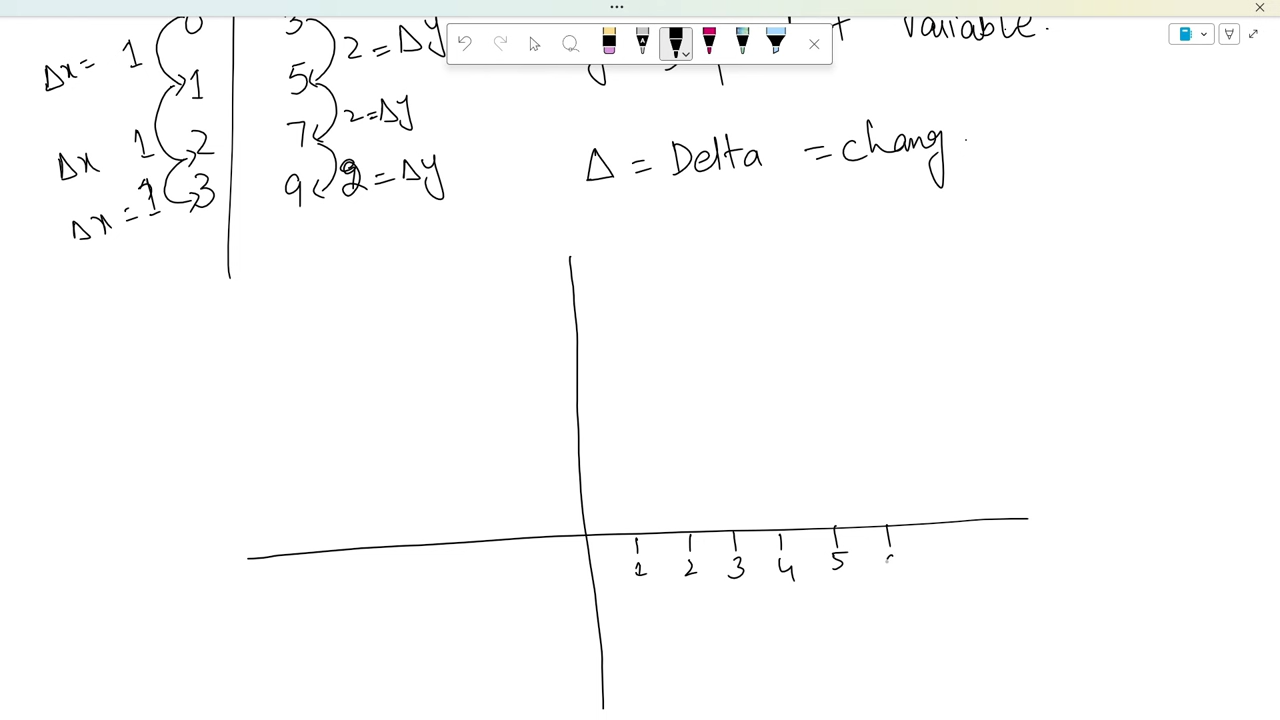 Δx = 1 0 3 2 = Δy variable.
1 5
2 = Δy
Δx 1 2 7 Δ = Delta = chang.
Δx = 1 3 9 2 = Δy
1 2 3 4 5